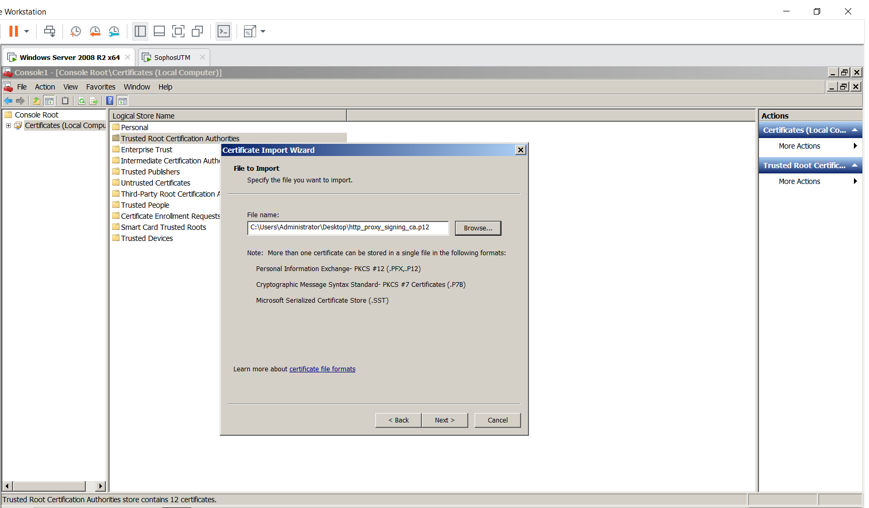 e Workstation
Windows Server 2008 R2 x64
SophosUTM
Console1 - [Console Root\Certificates (Local Computer)]
File Action View Favorites Window Help
Console Root
Certificates (Local Compu
Logical Store Name
Personal
Trusted Root Certification Authorities
Enterprise Trust
Intermediate Certification Autho
Trusted Publishers
Untrusted Certificates
Third-Party Root Certification A
Trusted People
Certificate Enrollment Requests
Smart Card Trusted Roots
Trusted Devices
Certificate Import Wizard
File to Import
Specify the file you want to import.
File name:
C:\Users\Administrator\Desktop\http_proxy_signing_ca.p12
Browse...
Note: More than one certificate can be stored in a single file in the following formats:
Personal Information Exchange- PKCS #12 (.PFX,.P12)
Cryptographic Message Syntax Standard- PKCS #7 Certificates (.P7B)
Microsoft Serialized Certificate Store (.SST)
Learn more about certificate file formats
< Back
Next >
Cancel
Actions
Certificates (Local Co...
More Actions
Trusted Root Certific...
More Actions
Trusted Root Certification Authorities store contains 12 certificates.